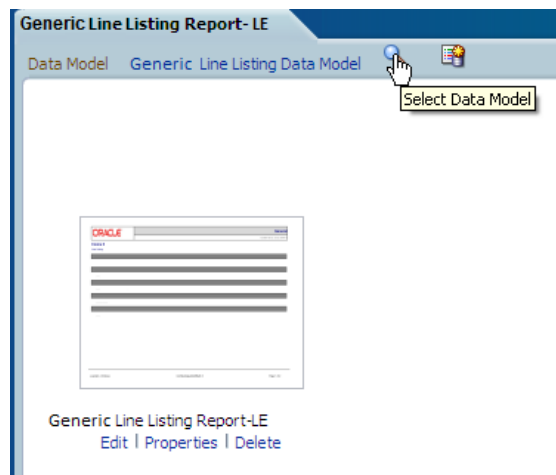 Generic Line Listing Report- LE
Data Model Generic Line Listing Data Model
Select Data Model
ORACLE
Generic Line Listing Report-LE
Edit | Properties | Delete